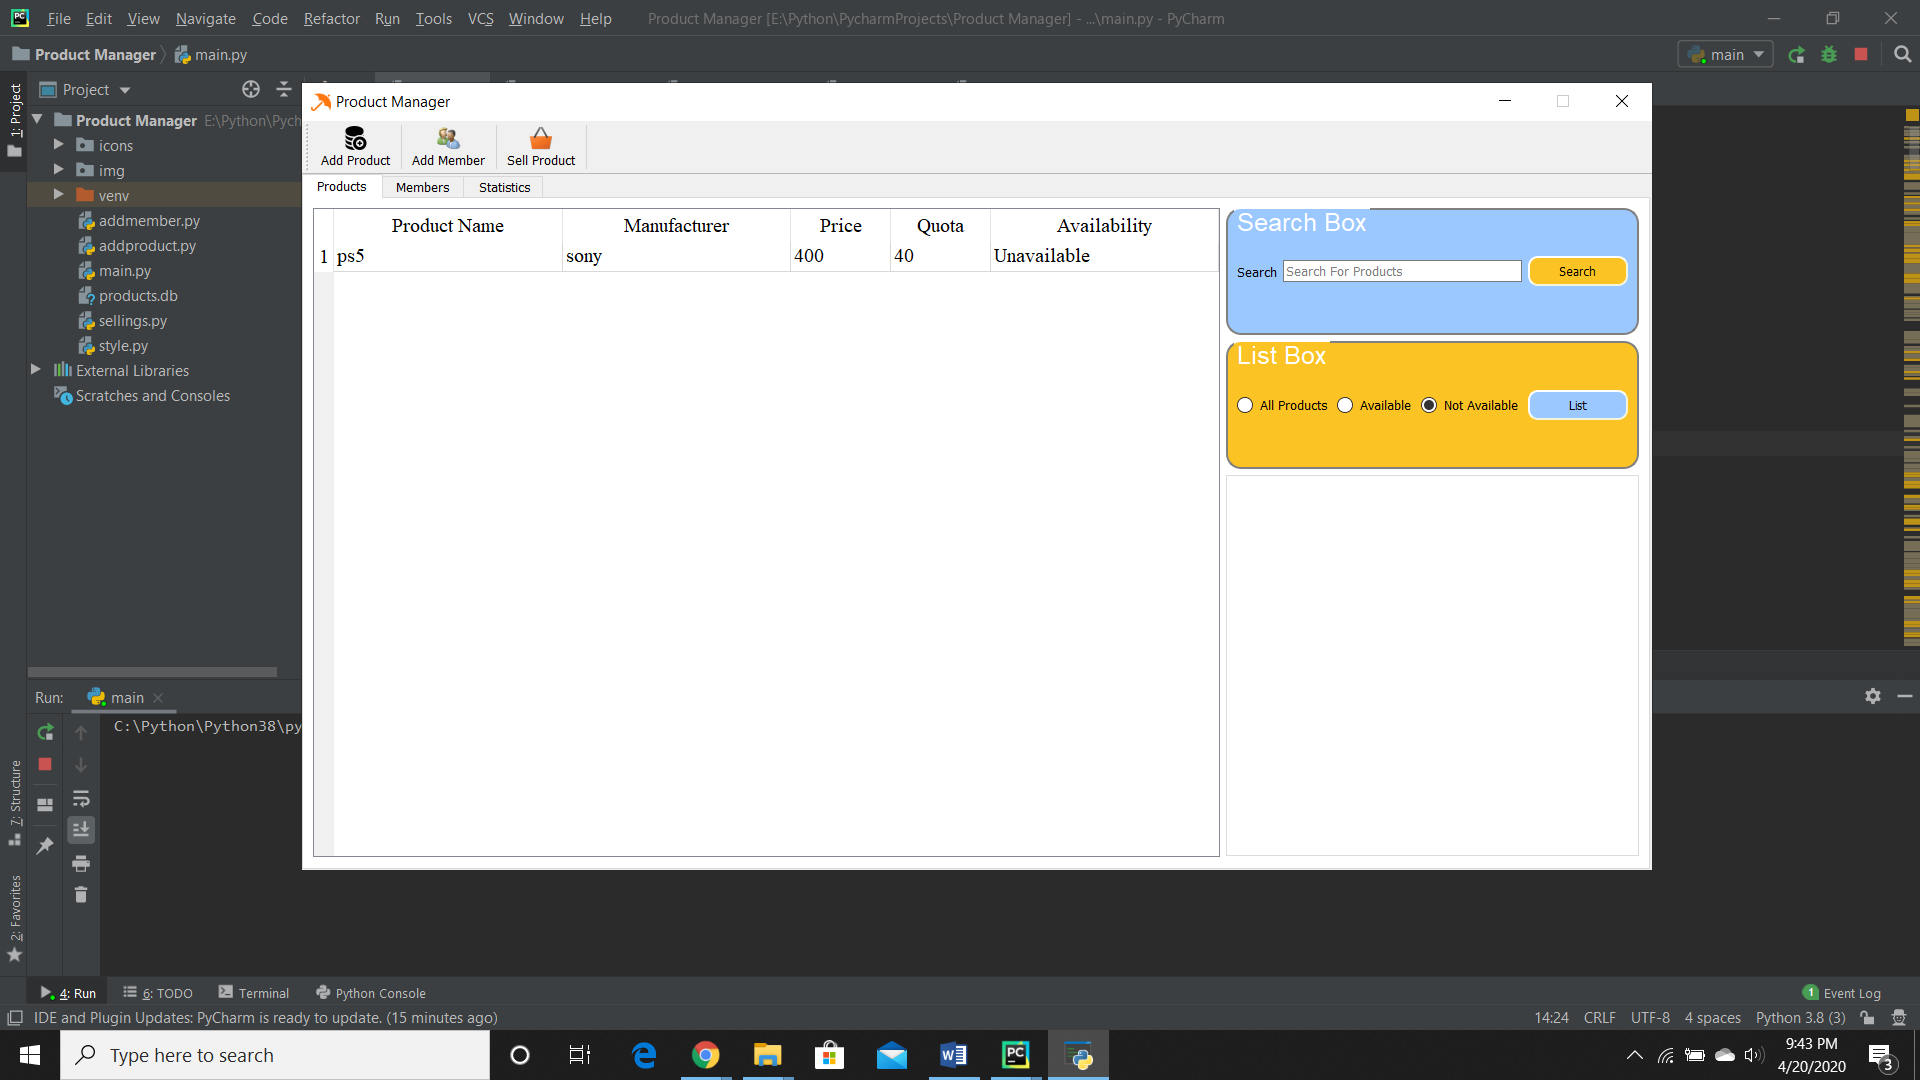 File Edit View Navigate Code Refactor Run Tools VCS Window Help Product Manager [E:\Python\PycharmProjects\Product Manager] - ...\main.py - PyCharm
Product Manager main.py main
1: Project
Project
Product Manager E:\Python\Pych
icons
img
venv
addmember.py
addproduct.py
main.py
products.db
sellings.py
style.py
External Libraries
Scratches and Consoles
Product Manager
Add Product Add Member Sell Product
Products Members Statistics
Product Name Manufacturer Price Quota Availability
1 ps5 sony 400 40 Unavailable
Search Box
Search Search For Products Search
List Box
All Products Available Not Available List
Run: main
C:\Python\Python38\py
7: Structure
2: Favorites
4: Run 6: TODO Terminal Python Console 1 Event Log
IDE and Plugin Updates: PyCharm is ready to update. (15 minutes ago) 14:24 CRLF UTF-8 4 spaces Python 3.8 (3)
Type here to search
9:43 PM
4/20/2020
3